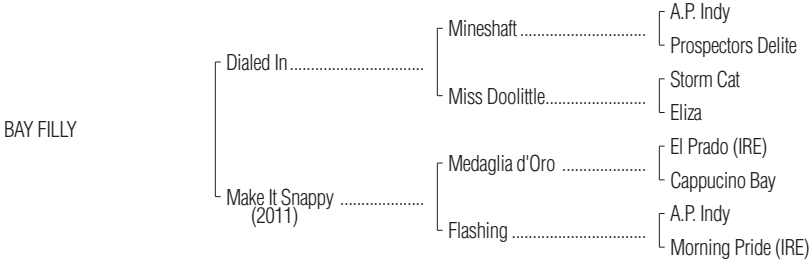 A.P. Indy
Mineshaft
Prospectors Delite
Dialed In
Storm Cat
Miss Doolittle
Eliza
BAY FILLY
El Prado (IRE)
Medaglia d'Oro
Cappucino Bay
Make It Snappy
(2011)
A.P. Indy
Flashing
Morning Pride (IRE)